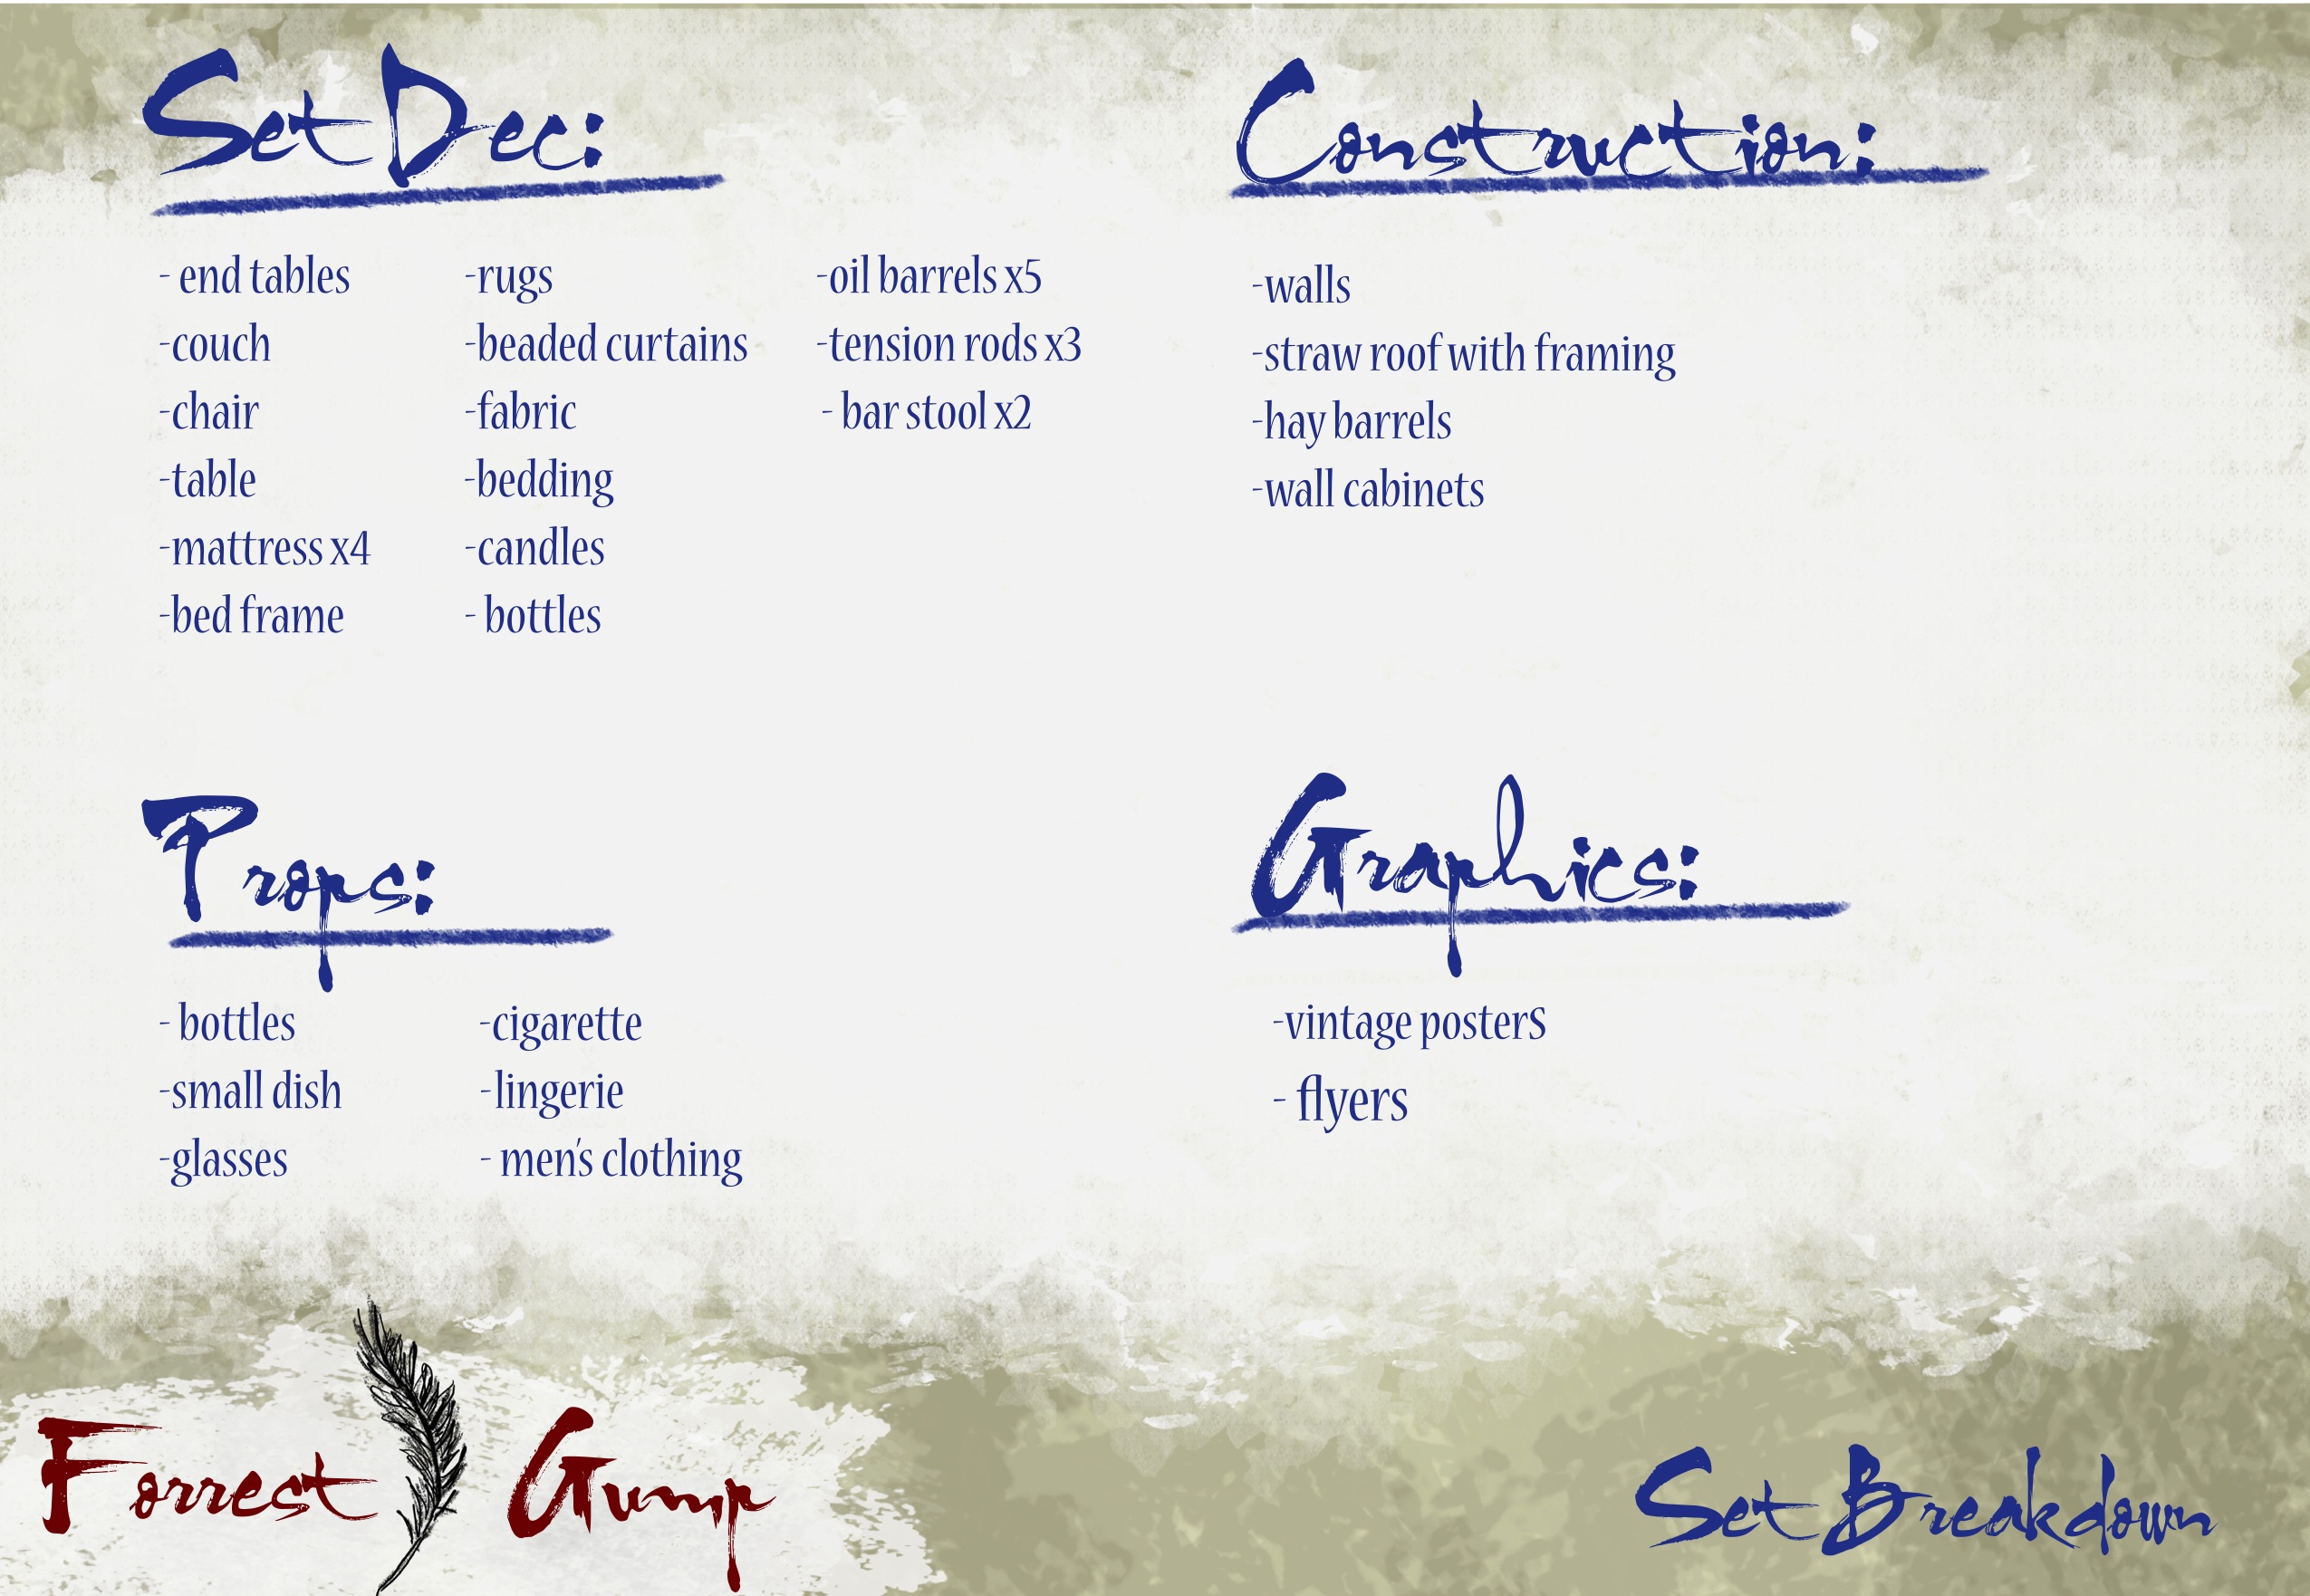 Set Dec:
- end tables
-couch
-chair
-table
-mattress x4
-bed frame
-rugs
-beaded curtains
-fabric
-bedding
-candles
- bottles
-oil barrels x5
-tension rods x3
- bar stool x2
Construction:
-walls
-straw roof with framing
-hay barrels
-wall cabinets
Props:
- bottles
-small dish
-glasses
-cigarette
-lingerie
- men's clothing
Graphics:
-vintage posters
- flyers
Forrest Gump
Set Breakdown